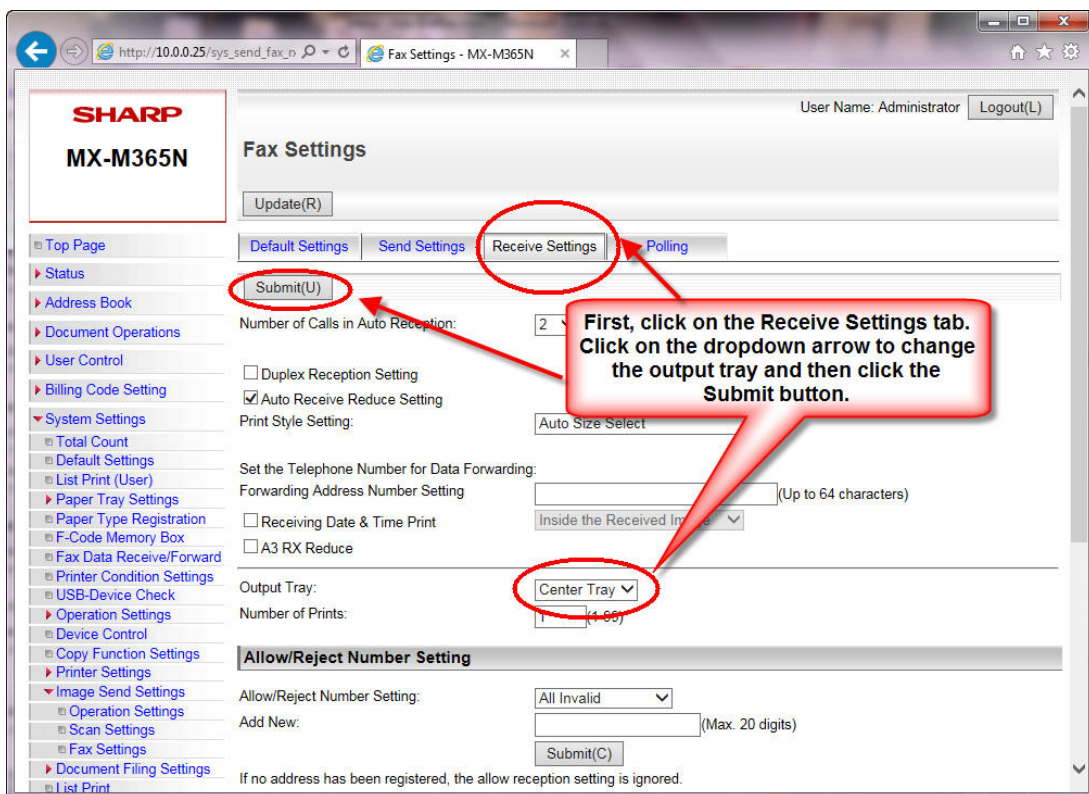 http://10.0.0.25/sys_send_fax_n
Fax Settings - MX-M365N
SHARP
MX-M365N
User Name: Administrator
Logout(L)
Fax Settings
Update(R)
Default Settings
Send Settings
Receive Settings
Polling
Submit(U)
Number of Calls in Auto Reception:
2
First, click on the Receive Settings tab.
Click on the dropdown arrow to change
the output tray and then click the
Submit button.
Duplex Reception Setting
Auto Receive Reduce Setting
Print Style Setting:
Auto Size Select
Set the Telephone Number for Data Forwarding:
Forwarding Address Number Setting
(Up to 64 characters)
Receiving Date & Time Print
Inside the Received Image
A3 RX Reduce
Output Tray:
Center Tray
Number of Prints:
1
(1-99)
Allow/Reject Number Setting
Allow/Reject Number Setting:
All Invalid
Add New:
(Max. 20 digits)
Submit(C)
If no address has been registered, the allow reception setting is ignored.
Top Page
Status
Address Book
Document Operations
User Control
Billing Code Setting
System Settings
Total Count
Default Settings
List Print (User)
Paper Tray Settings
Paper Type Registration
F-Code Memory Box
Fax Data Receive/Forward
Printer Condition Settings
USB-Device Check
Operation Settings
Device Control
Copy Function Settings
Printer Settings
Image Send Settings
Operation Settings
Scan Settings
Fax Settings
Document Filing Settings
List Print